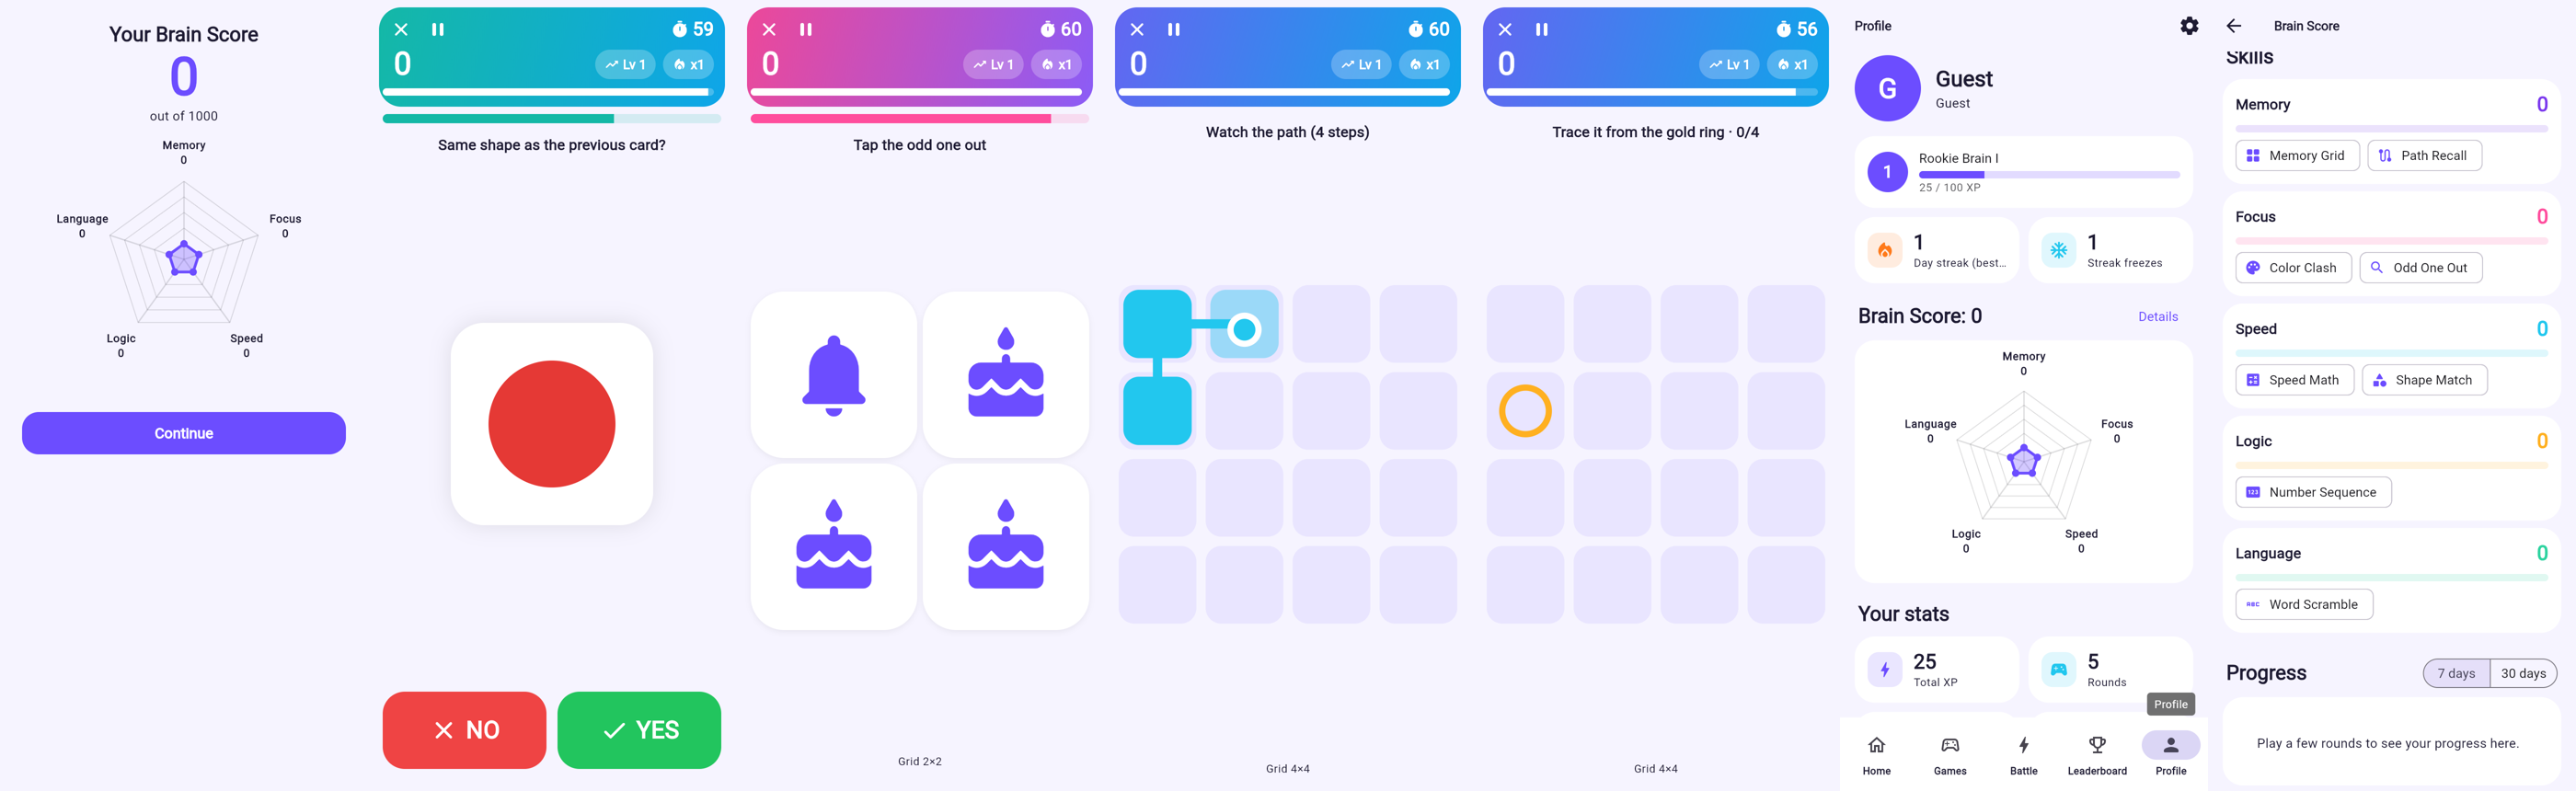 Your Brain Score
0
out of 1000
Memory
0
Language
0
Focus
0
Logic
0
Speed
0
Continue
59
0
Lv 1
x1
Same shape as the previous card?
NO
YES
60
0
Lv 1
x1
Tap the odd one out
Grid 2×2
60
0
Lv 1
x1
Watch the path (4 steps)
Grid 4×4
56
0
Lv 1
x1
Trace it from the gold ring · 0/4
Grid 4×4
Profile
G
Guest
Guest
1
Rookie Brain I
25 / 100 XP
1
Day streak (best...
1
Streak freezes
Brain Score: 0
Details
Memory
0
Language
0
Focus
0
Logic
0
Speed
0
Your stats
25
Total XP
5
Rounds
Profile
Home
Games
Battle
Leaderboard
Profile
Brain Score
Skills
Memory
0
Memory Grid
Path Recall
Focus
0
Color Clash
Odd One Out
Speed
0
Speed Math
Shape Match
Logic
0
123
Number Sequence
Language
0
ABC
Word Scramble
Progress
7 days
30 days
Play a few rounds to see your progress here.